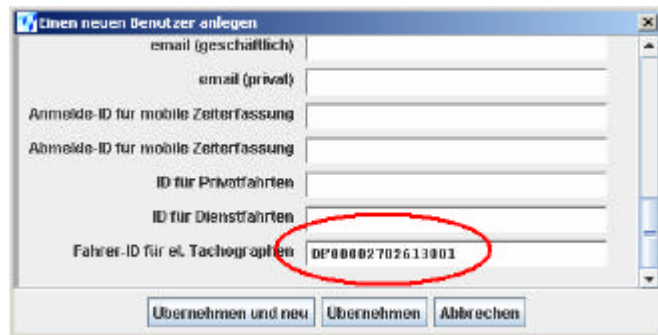 Einen neuen Benutzer anlegen
email (geschäftlich)
email (privat)
Anmelde-ID für mobile Zeiterfassung
Abmelde-ID für mobile Zeiterfassung
ID für Privatfahrten
ID für Dienstfahrten
Fahrer-ID für el. Tachographen DF00002702613001
Übernehmen und neu Übernehmen Abbrechen